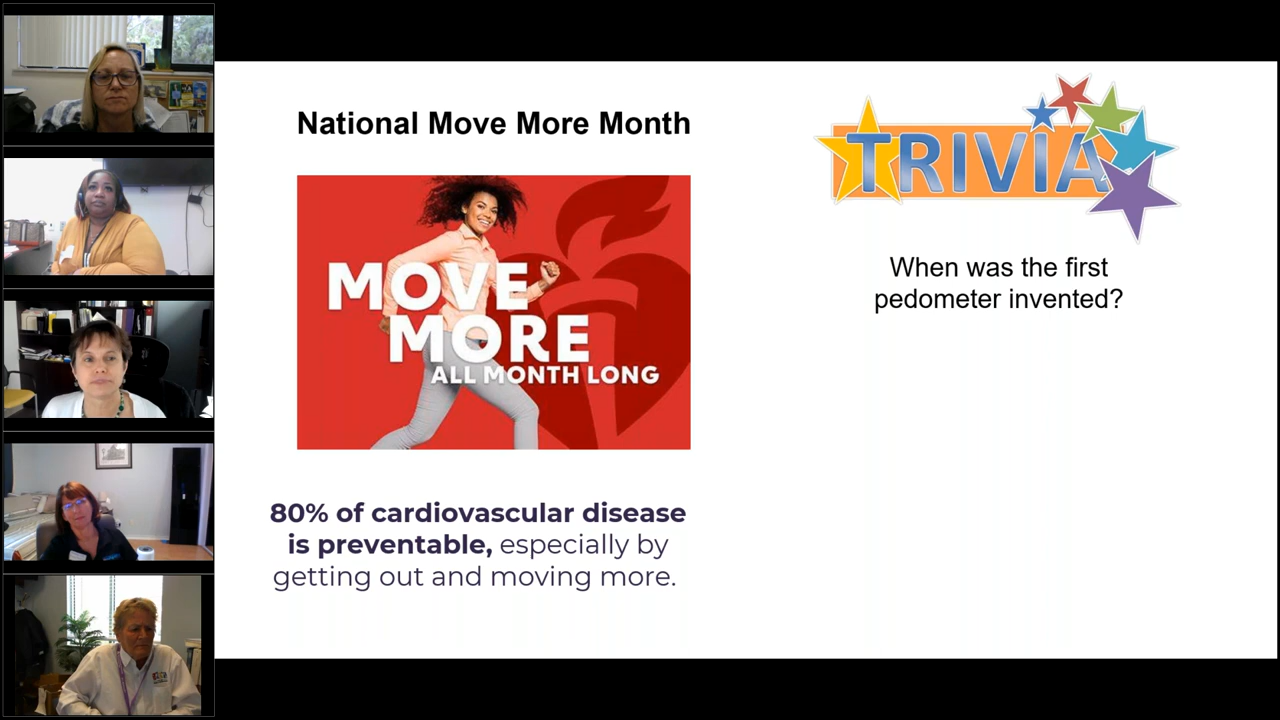 National Move More Month
MOVE
MORE
ALL MONTH LONG
80% of cardiovascular disease
is preventable, especially by
getting out and moving more.
TRIVIA
When was the first
pedometer invented?